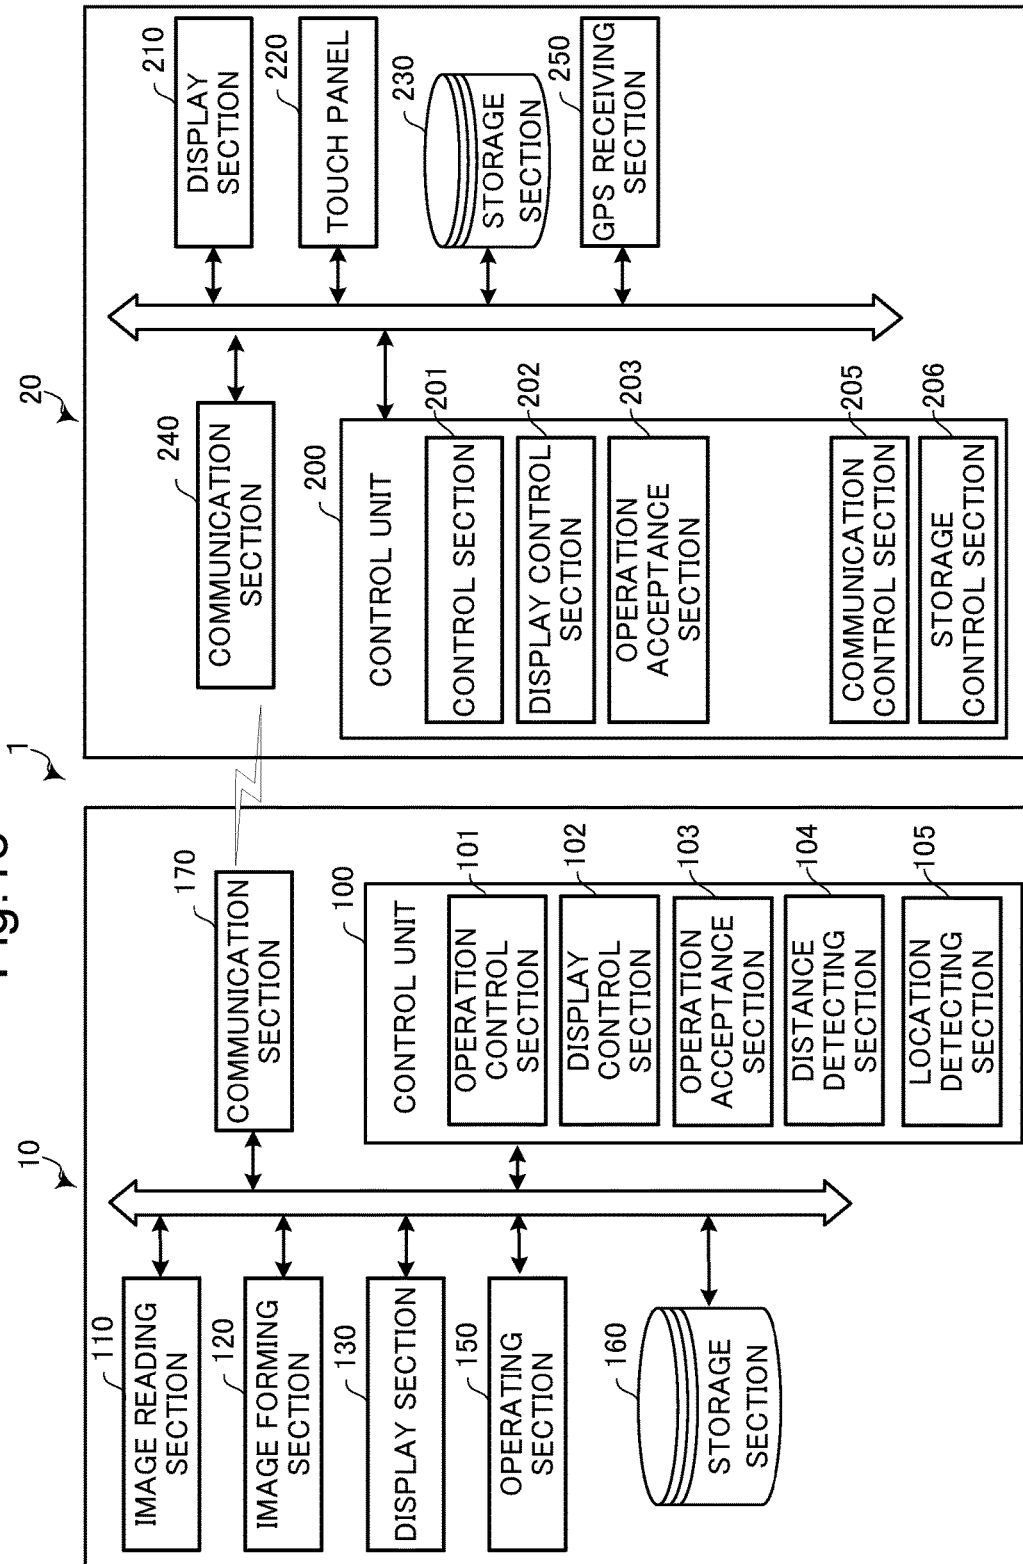 1
10
20
110
IMAGE READING
SECTION
120
IMAGE FORMING
SECTION
130
DISPLAY SECTION
150
OPERATING
SECTION
160
STORAGE
SECTION
170
COMMUNICATION
SECTION
100
CONTROL UNIT
101
OPERATION
CONTROL
SECTION
102
DISPLAY
CONTROL
SECTION
103
OPERATION
ACCEPTANCE
SECTION
104
DISTANCE
DETECTING
SECTION
105
LOCATION
DETECTING
SECTION
240
COMMUNICATION
SECTION
200
CONTROL UNIT
201
CONTROL SECTION
202
DISPLAY CONTROL
SECTION
203
OPERATION
ACCEPTANCE
SECTION
205
COMMUNICATION
CONTROL SECTION
206
STORAGE
CONTROL SECTION
210
DISPLAY
SECTION
220
TOUCH PANEL
230
STORAGE
SECTION
250
GPS RECEIVING
SECTION